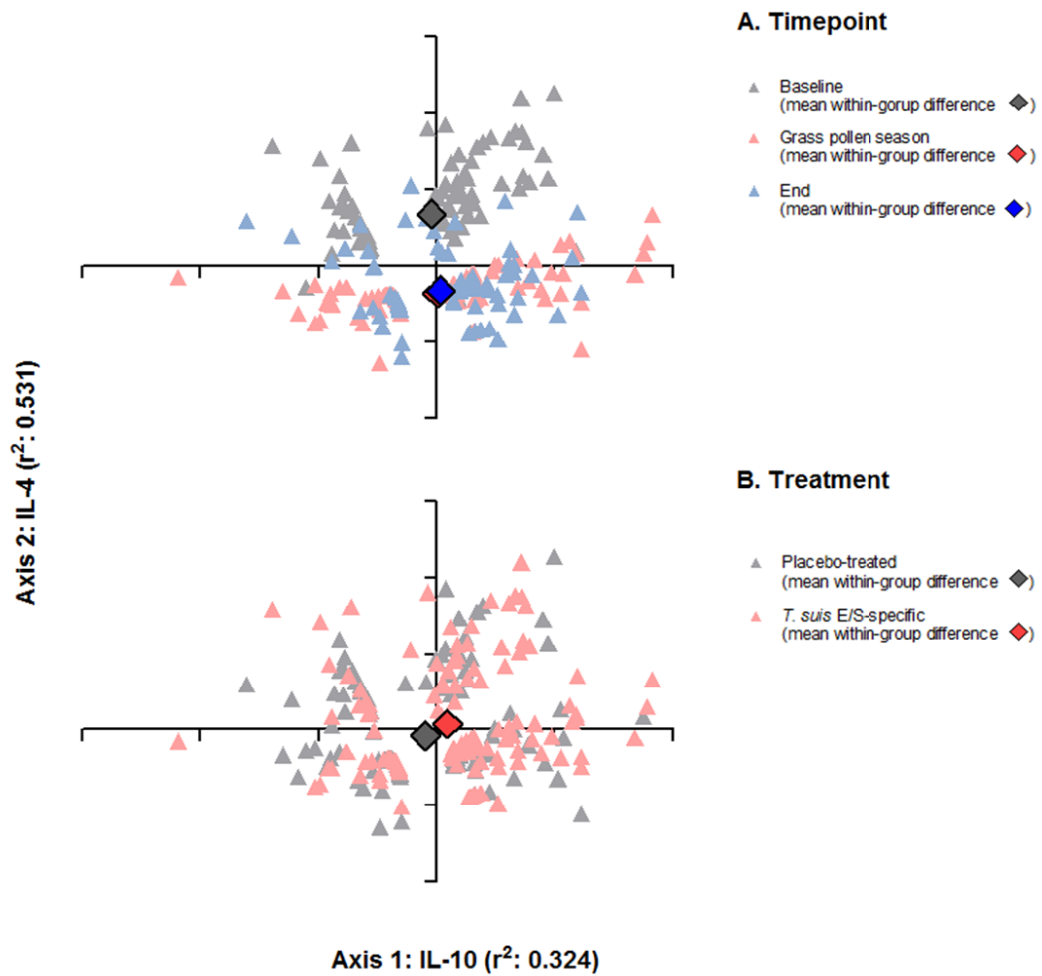 A. Timepoint
Baseline
(mean within-gorup difference )
Grass pollen season
(mean within-group difference )
End
(mean within-group difference )
Axis 2: IL-4 (r²: 0.531)
B. Treatment
Placebo-treated
(mean within-group difference )
T. suis E/S-specific
(mean within-group difference )
Axis 1: IL-10 (r²: 0.324)